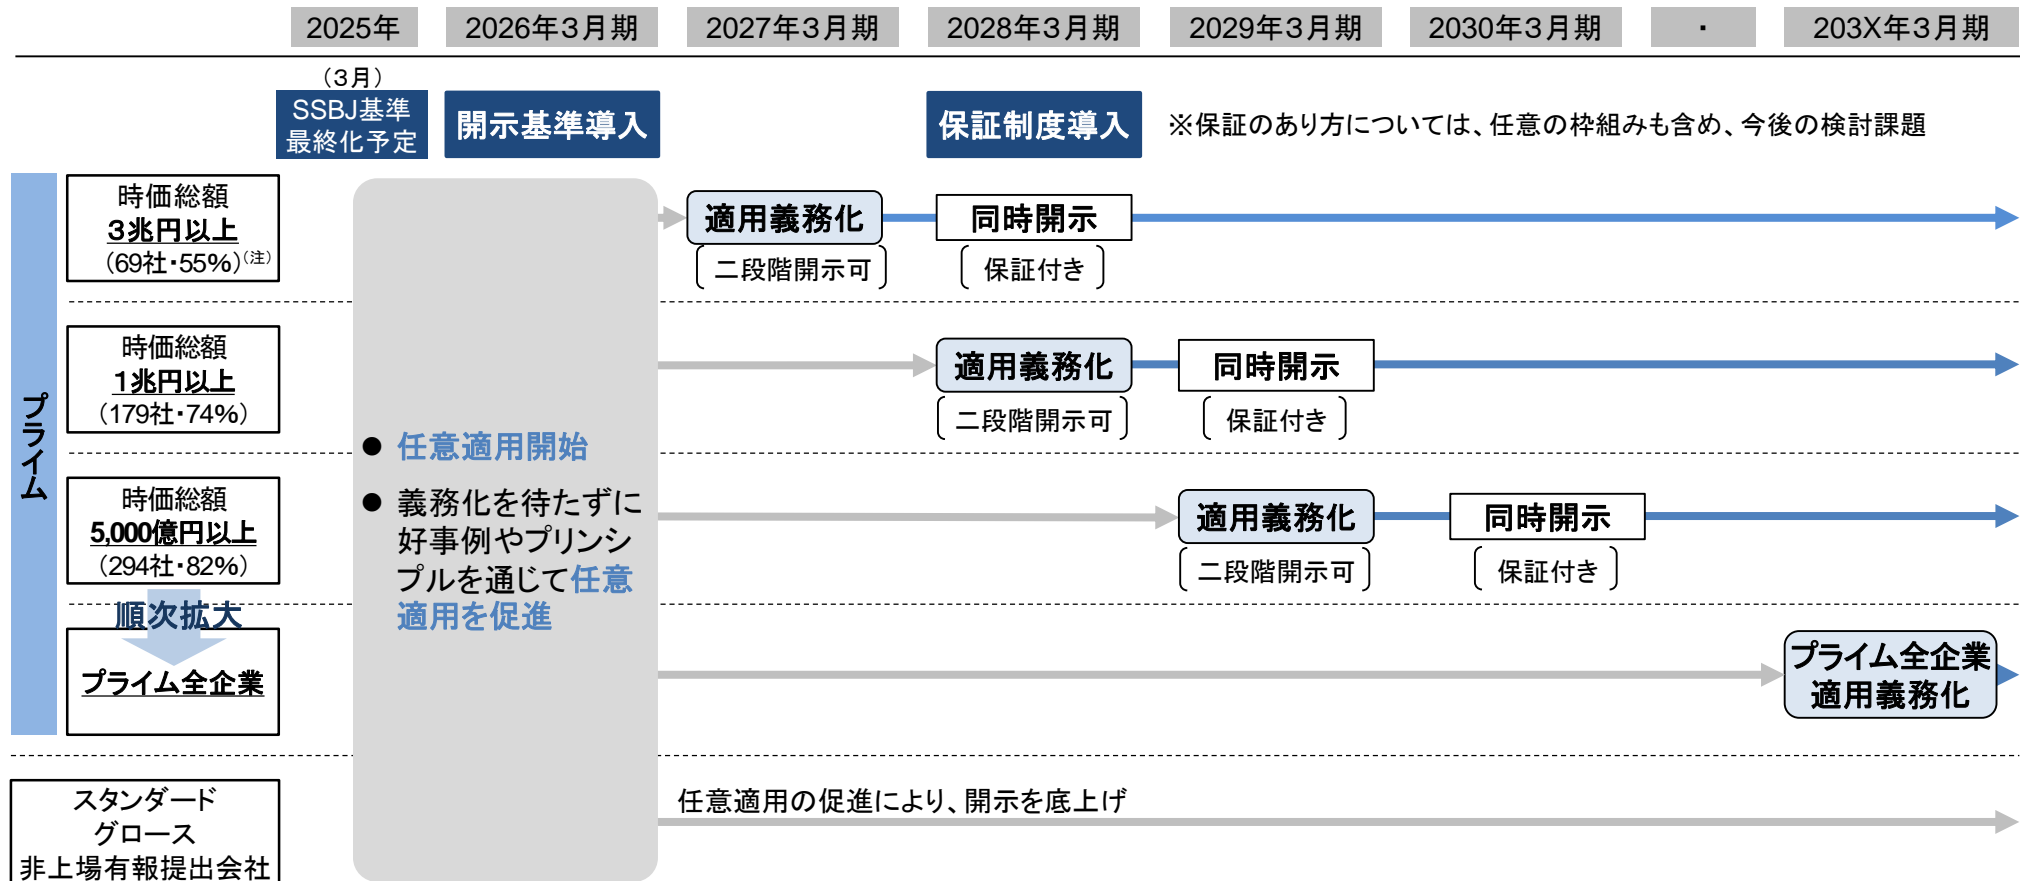 2025年
2026年3月期
2027年3月期
2028年3月期
2029年3月期
2030年3月期
・
203X年3月期
（3月）
SSBJ基準
最終化予定
開示基準導入
保証制度導入
※保証のあり方については、任意の枠組みも含め、今後の検討課題
プライム
時価総額
3兆円以上
（69社・55%）(注)
適用義務化
二段階開示可
同時開示
保証付き
時価総額
1兆円以上
（179社・74%）
適用義務化
二段階開示可
同時開示
保証付き
● 任意適用開始
● 義務化を待たずに
好事例やプリンシ
プルを通じて任意
適用を促進
時価総額
5,000億円以上
（294社・82%）
適用義務化
二段階開示可
同時開示
保証付き
順次拡大
プライム全企業
プライム全企業
適用義務化
スタンダード
グロース
非上場有報提出会社
任意適用の促進により、開示を底上げ